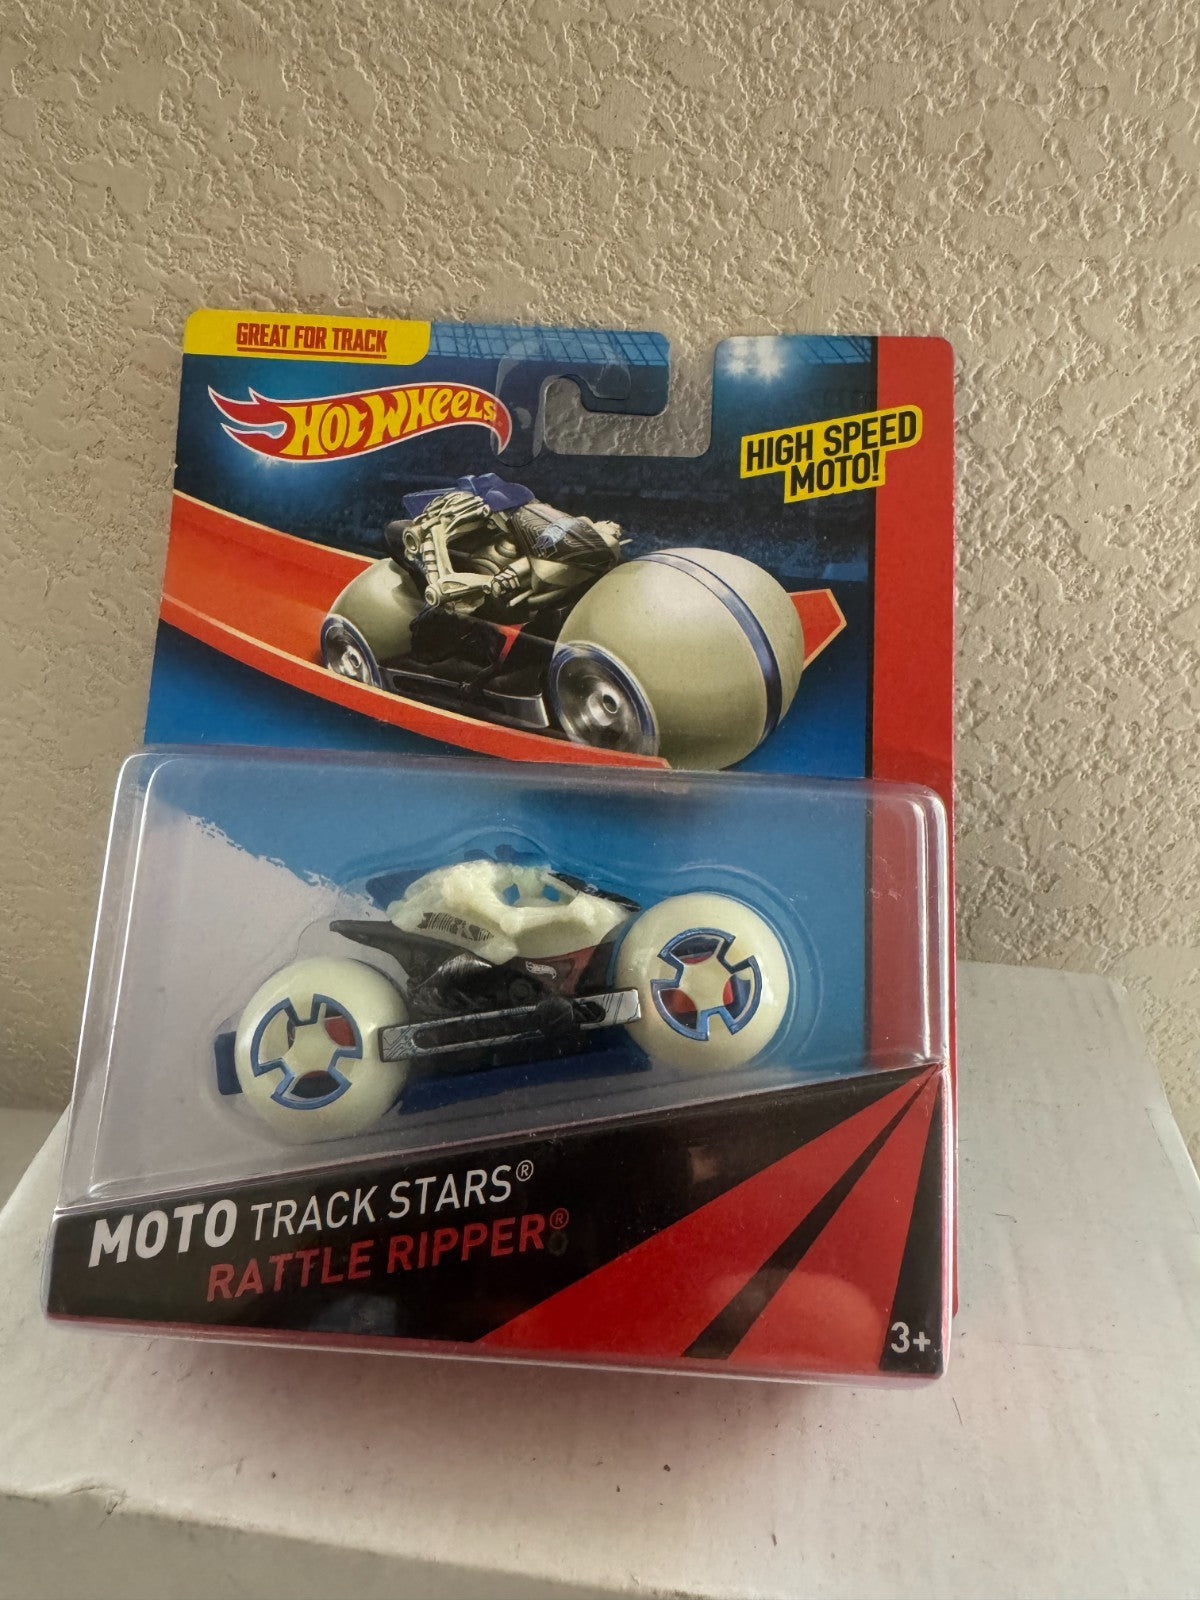 GREAT FOR TRACK
HOT WHEELS
HIGH SPEED
MOTO!
MOTO TRACK STARS®
RATTLE RIPPER®
3+